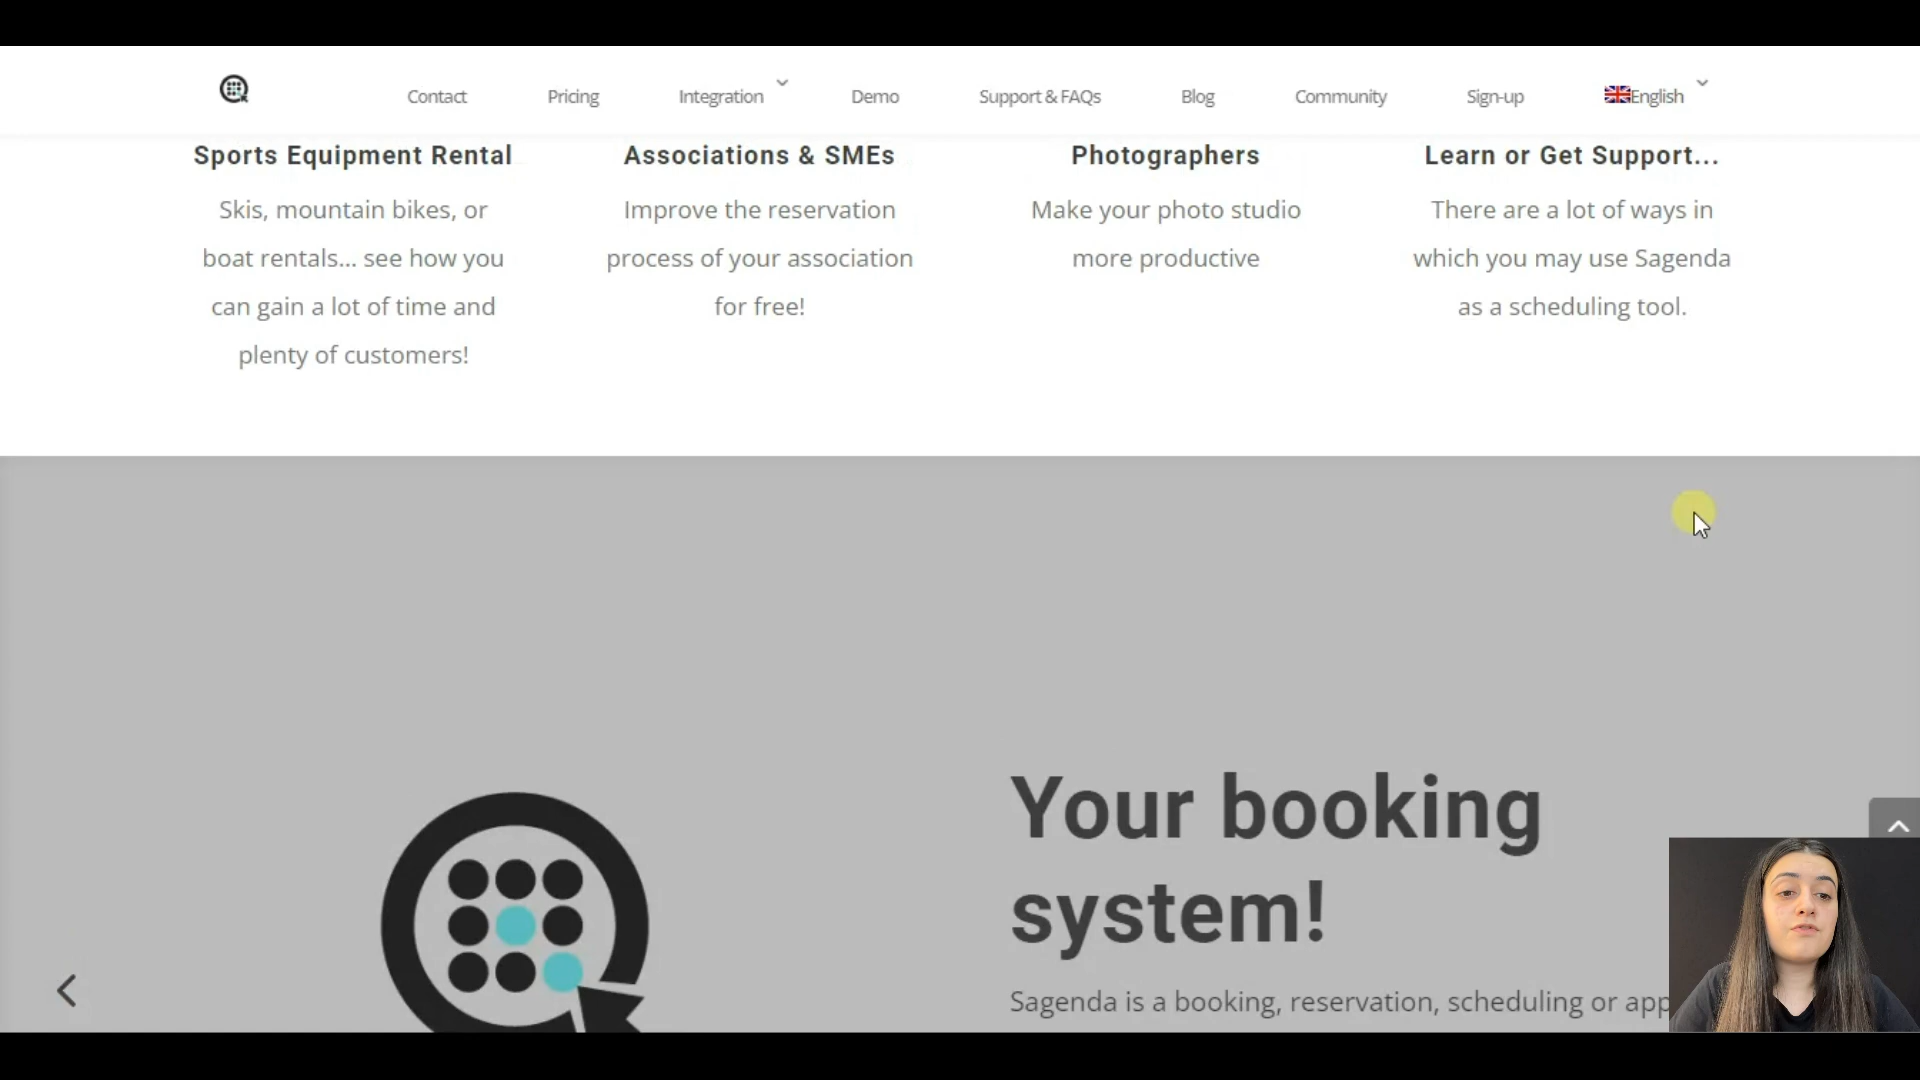 Contact Pricing Integration Demo Support & FAQs Blog Community Sign-up English
Sports Equipment Rental
Skis, mountain bikes, or
boat rentals... see how you
can gain a lot of time and
plenty of customers!
Associations & SMEs
Improve the reservation
process of your association
for free!
Photographers
Make your photo studio
more productive
Learn or Get Support...
There are a lot of ways in
which you may use Sagenda
as a scheduling tool.
Your booking
system!
Sagenda is a booking, reservation, scheduling or app